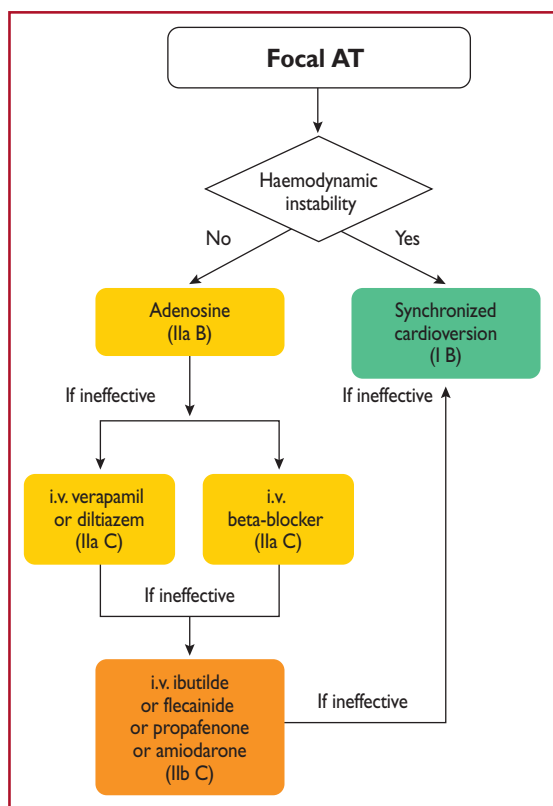 Focal AT
Haemodynamic
instability
No
Yes
Adenosine
(IIa B)
Synchronized
cardioversion
(I B)
If ineffective
If ineffective
i.v. verapamil
or diltiazem
(IIa C)
i.v.
beta-blocker
(IIa C)
If ineffective
i.v. ibutilde
or flecainide
or propafenone
or amiodarone
(IIb C)
If ineffective